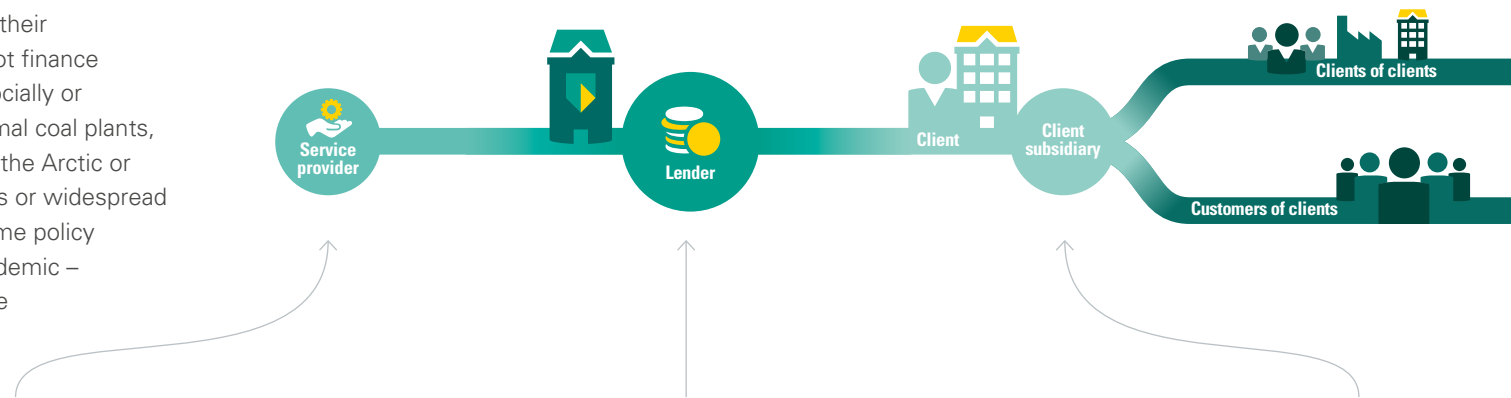 their
ot finance
ocially or
mal coal plants,
the Arctic or
s or widespread
me policy
demic –
e
Service
provider
Lender
Client
Client
subsidiary
Clients of clients
Customers of clients